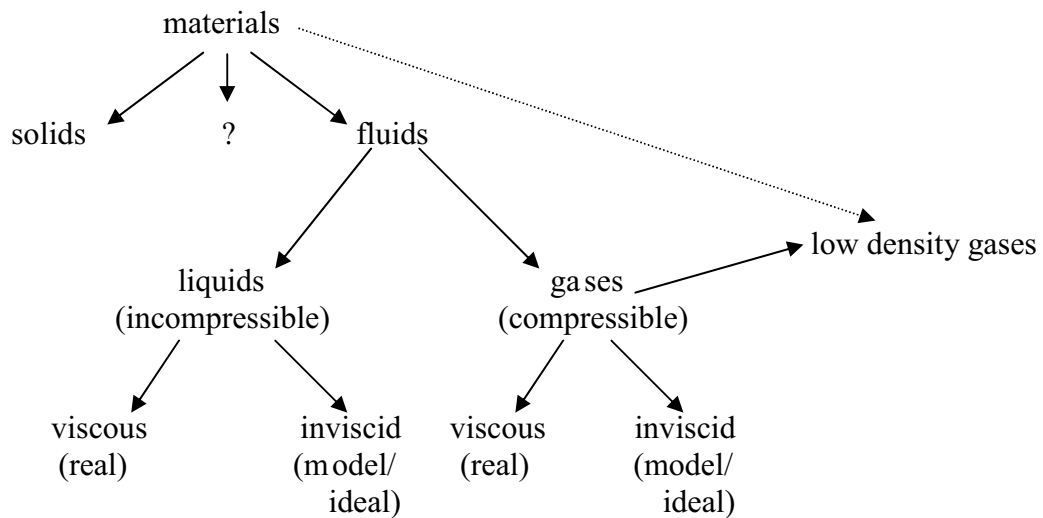 materials
solids
?
fluids
low density gases
liquids
(incompressible)
gases
(compressible)
viscous
(real)
inviscid
(model/
ideal)
viscous
(real)
inviscid
(model/
ideal)